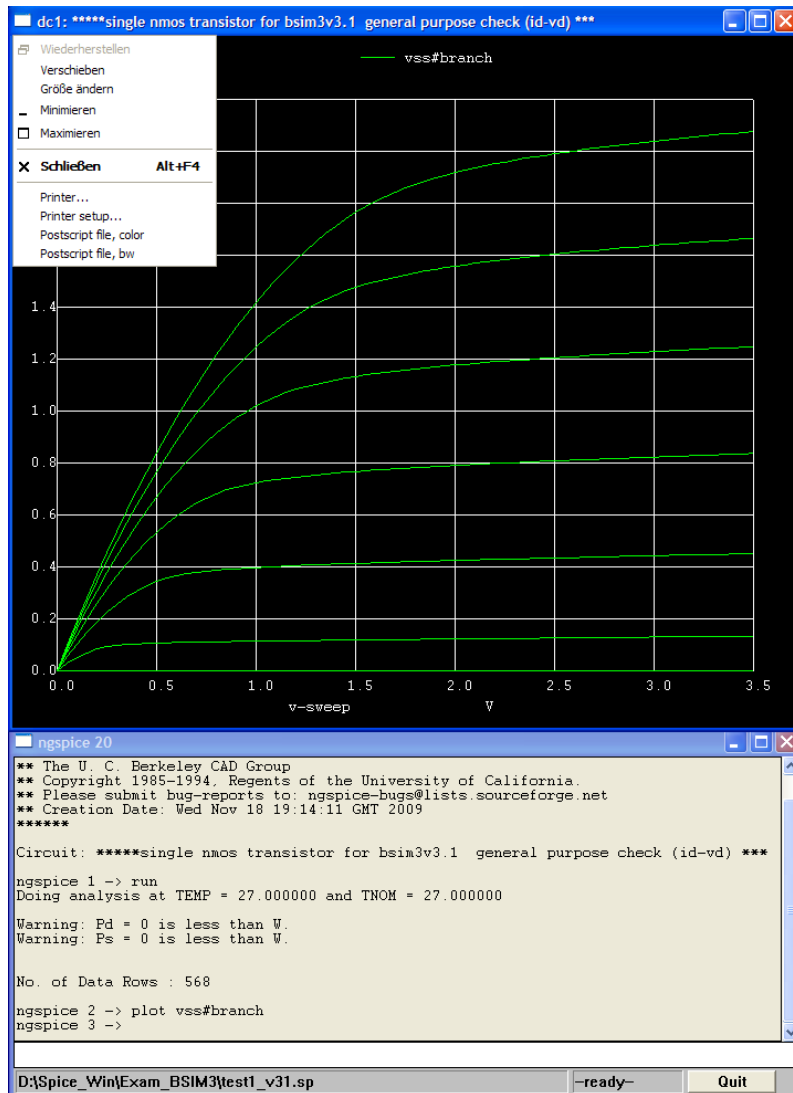 dc1: *****single nmos transistor for bsim3v3.1 general purpose check (id-vd) ***
Wiederherstellen
Verschieben
Größe ändern
Minimieren
Maximieren
Schließen Alt+F4
Printer...
Printer setup...
Postscript file, color
Postscript file, bw
vss#branch
1.4
1.2
1.0
0.8
0.6
0.4
0.2
0.0
0.0 0.5 1.0 1.5 2.0 2.5 3.0 3.5
v-sweep V
ngspice 20
** The U. C. Berkeley CAD Group
** Copyright 1985-1994, Regents of the University of California.
** Please submit bug-reports to: ngspice-bugs@lists.sourceforge.net
** Creation Date: Wed Nov 18 19:14:11 GMT 2009
******
Circuit: *****single nmos transistor for bsim3v3.1 general purpose check (id-vd) ***
ngspice 1 -> run
Doing analysis at TEMP = 27.000000 and TNOM = 27.000000
Warning: Pd = 0 is less than W.
Warning: Ps = 0 is less than W.
No. of Data Rows : 568
ngspice 2 -> plot vss#branch
ngspice 3 ->
D:\Spice_Win\Exam_BSIM3\test1_v31.sp
--ready--
Quit